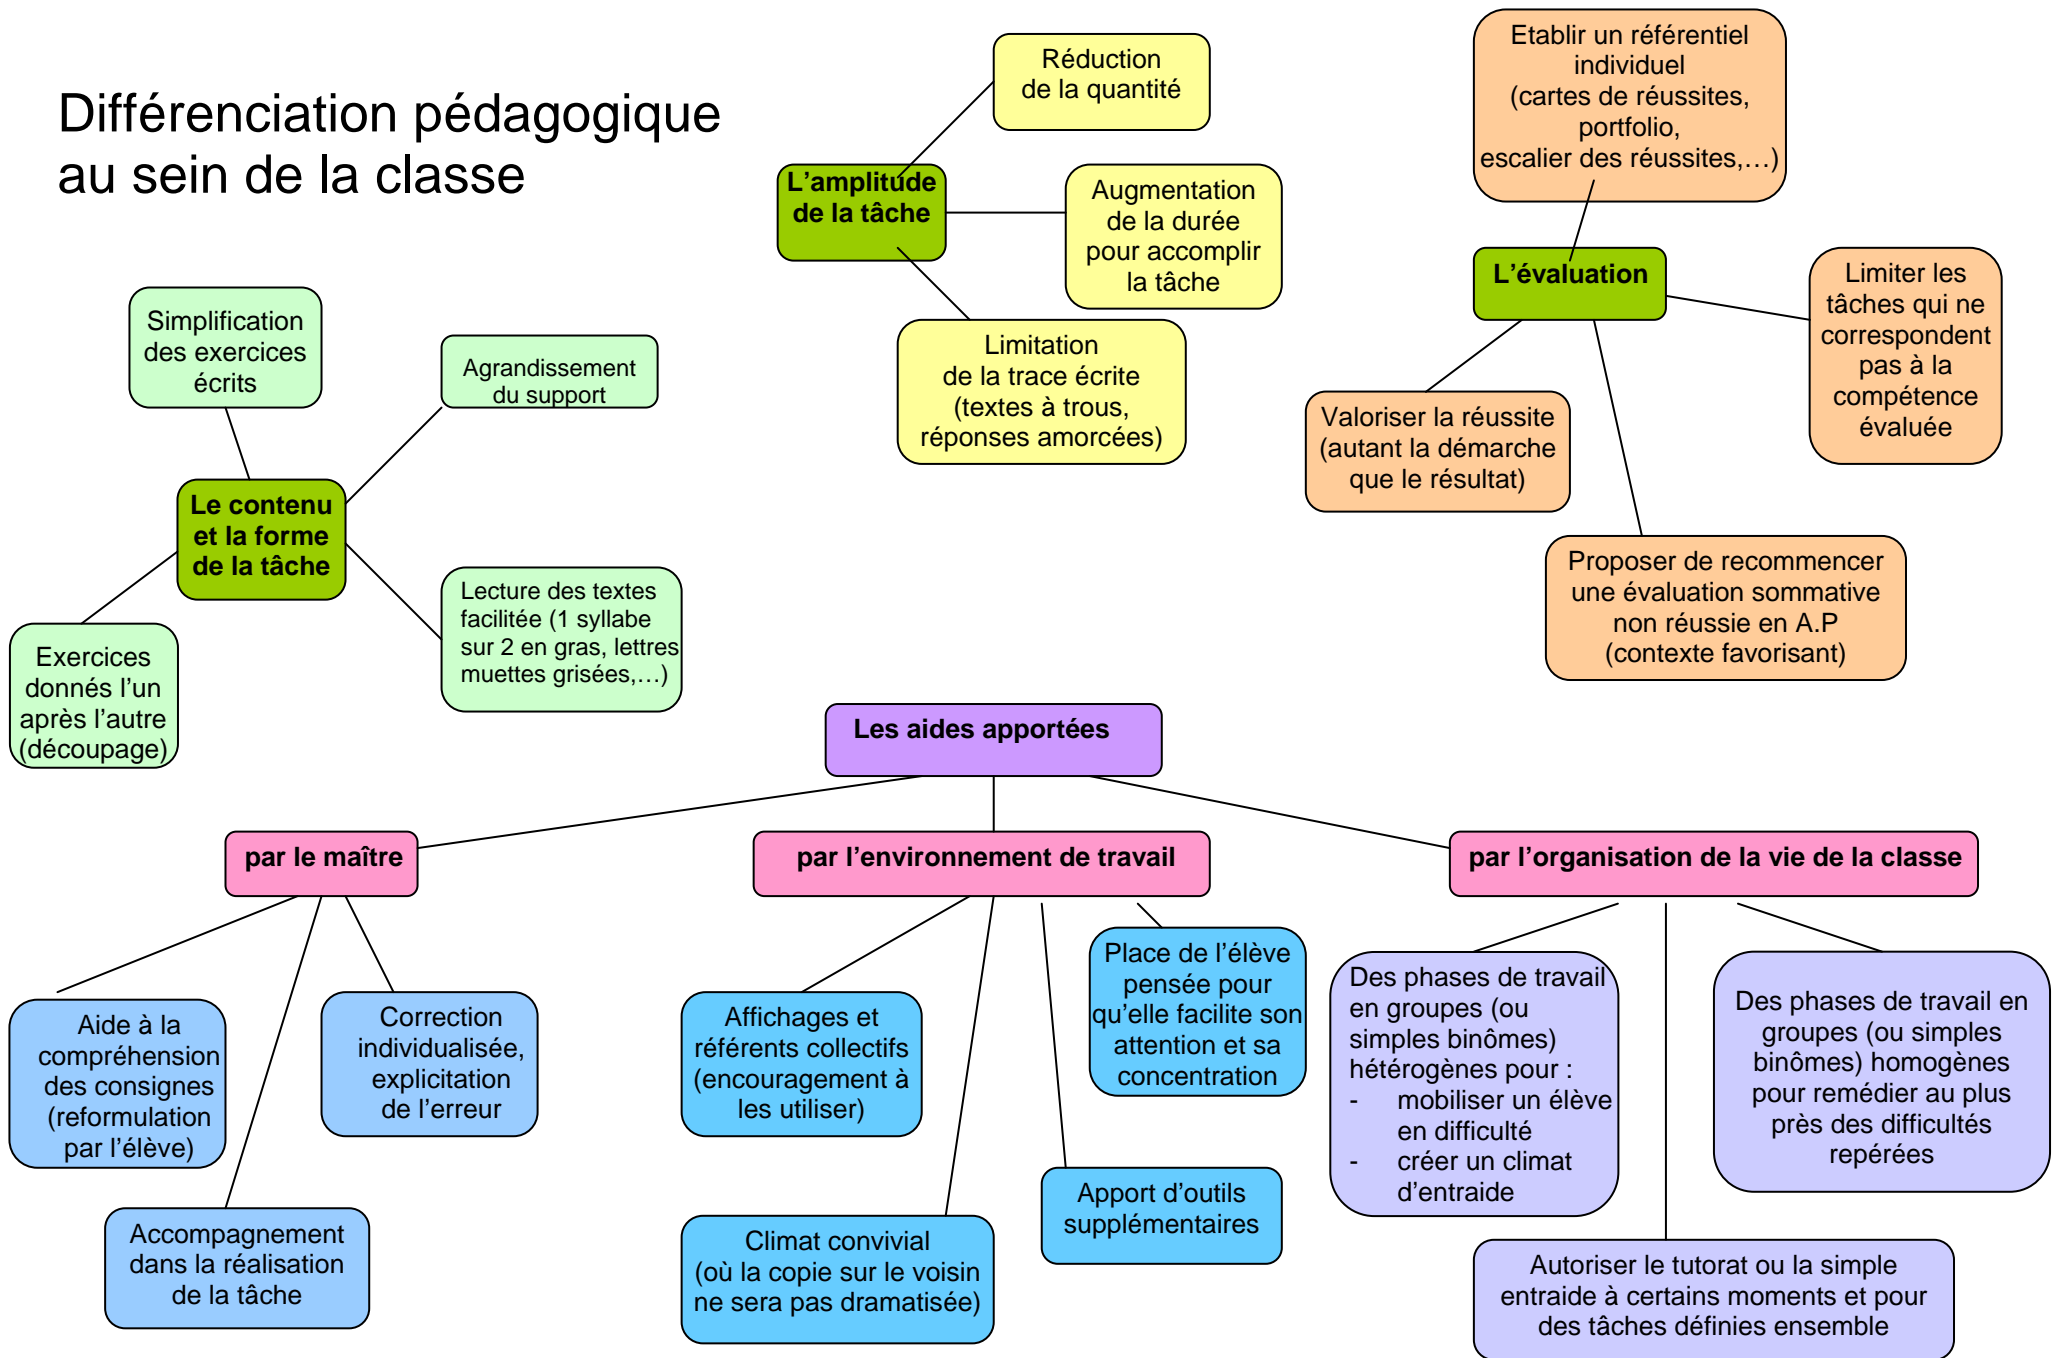 Différenciation pédagogique
au sein de la classe
Réduction
de la quantité
L’amplitude
de la tâche
Augmentation
de la durée
pour accomplir
la tâche
Limitation
de la trace écrite
(textes à trous,
réponses amorcées)
Etablir un référentiel
individuel
(cartes de réussites,
portfolio,
escalier des réussites,…)
L’évaluation
Limiter les
tâches qui ne
correspondent
pas à la
compétence
évaluée
Valoriser la réussite
(autant la démarche
que le résultat)
Proposer de recommencer
une évaluation sommative
non réussie en A.P
(contexte favorisant)
Simplification
des exercices
écrits
Agrandissement
du support
Le contenu
et la forme
de la tâche
Lecture des textes
facilitée (1 syllabe
sur 2 en gras, lettres
muettes grisées,…)
Exercices
donnés l’un
après l’autre
(découpage)
Les aides apportées
par le maître
par l’environnement de travail
par l’organisation de la vie de la classe
Aide à la
compréhension
des consignes
(reformulation
par l’élève)
Correction
individualisée,
explicitation
de l’erreur
Accompagnement
dans la réalisation
de la tâche
Affichages et
référents collectifs
(encouragement à
les utiliser)
Place de l’élève
pensée pour
qu’elle facilite son
attention et sa
concentration
Climat convivial
(où la copie sur le voisin
ne sera pas dramatisée)
Apport d’outils
supplémentaires
Des phases de travail
en groupes (ou
simples binômes)
hétérogènes pour :
- mobiliser un élève
en difficulté
- créer un climat
d’entraide
Des phases de travail en
groupes (ou simples
binômes) homogènes
pour remédier au plus
près des difficultés
repérées
Autoriser le tutorat ou la simple
entraide à certains moments et pour
des tâches définies ensemble